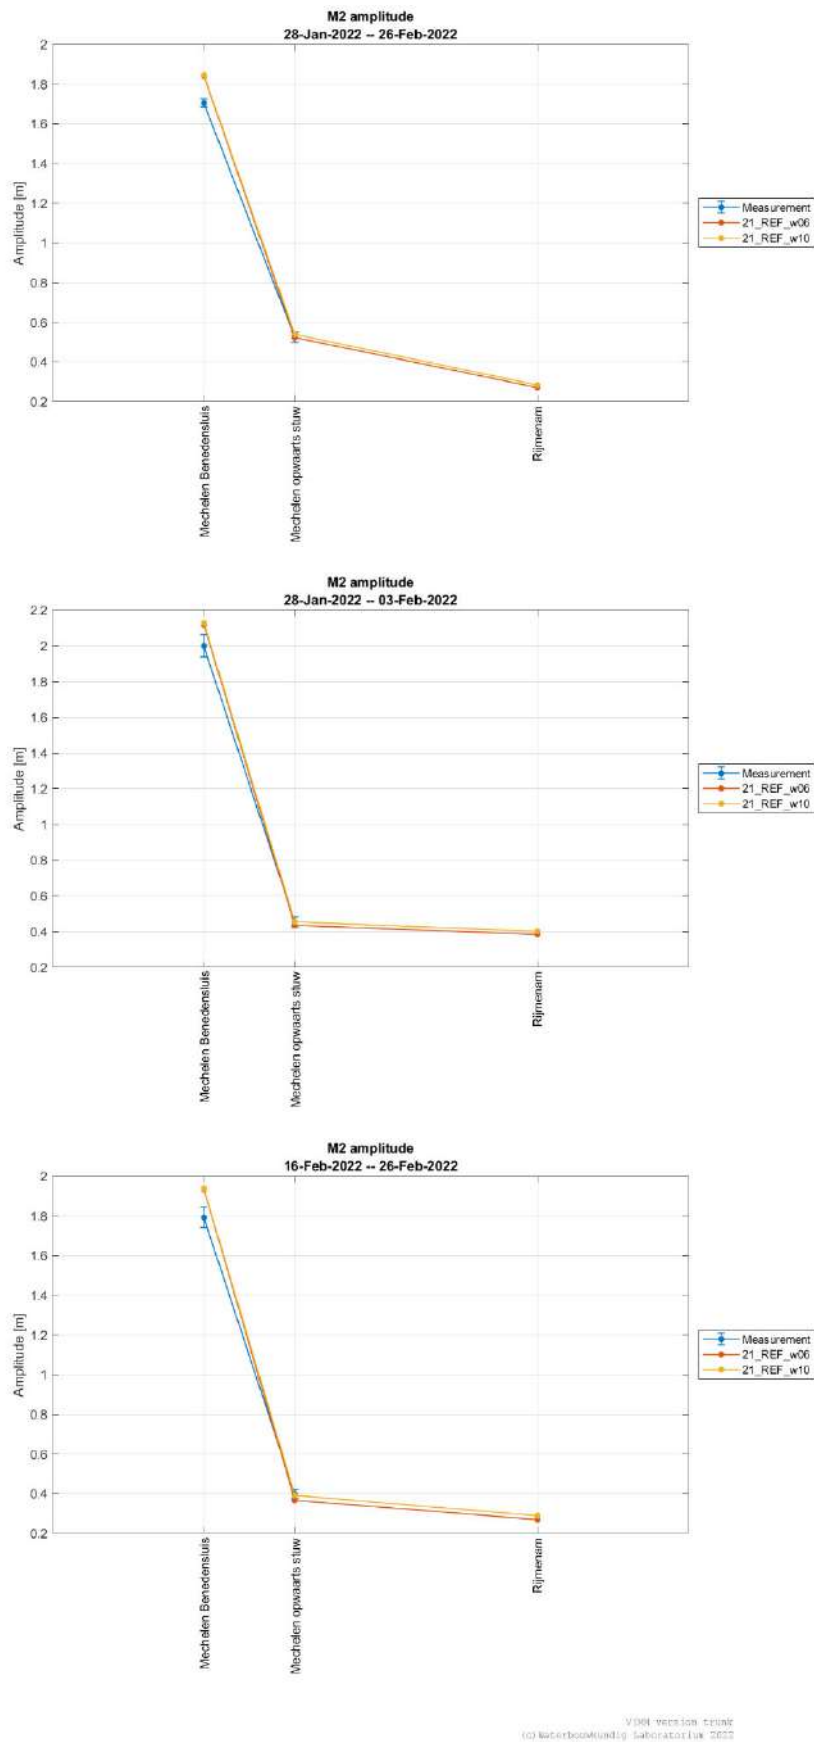 M2 amplitude
28-Jan-2022 -- 26-Feb-2022
2
1.8
1.6
1.4
1.2
1
0.8
0.6
0.4
0.2
Amplitude [m]
Mechelen Benedensluis
Mechelen opwaarts stuw
Rijmenam
Measurement
21_REF_w06
21_REF_w10
M2 amplitude
28-Jan-2022 -- 03-Feb-2022
2.2
2
1.8
1.6
1.4
1.2
1
0.8
0.6
0.4
0.2
Amplitude [m]
Mechelen Benedensluis
Mechelen opwaarts stuw
Rijmenam
Measurement
21_REF_w06
21_REF_w10
M2 amplitude
16-Feb-2022 -- 26-Feb-2022
2
1.8
1.6
1.4
1.2
1
0.8
0.6
0.4
0.2
Amplitude [m]
Mechelen Benedensluis
Mechelen opwaarts stuw
Rijmenam
Measurement
21_REF_w06
21_REF_w10
version trunk
(c) Waterbouwkundig Laboratorium 2022